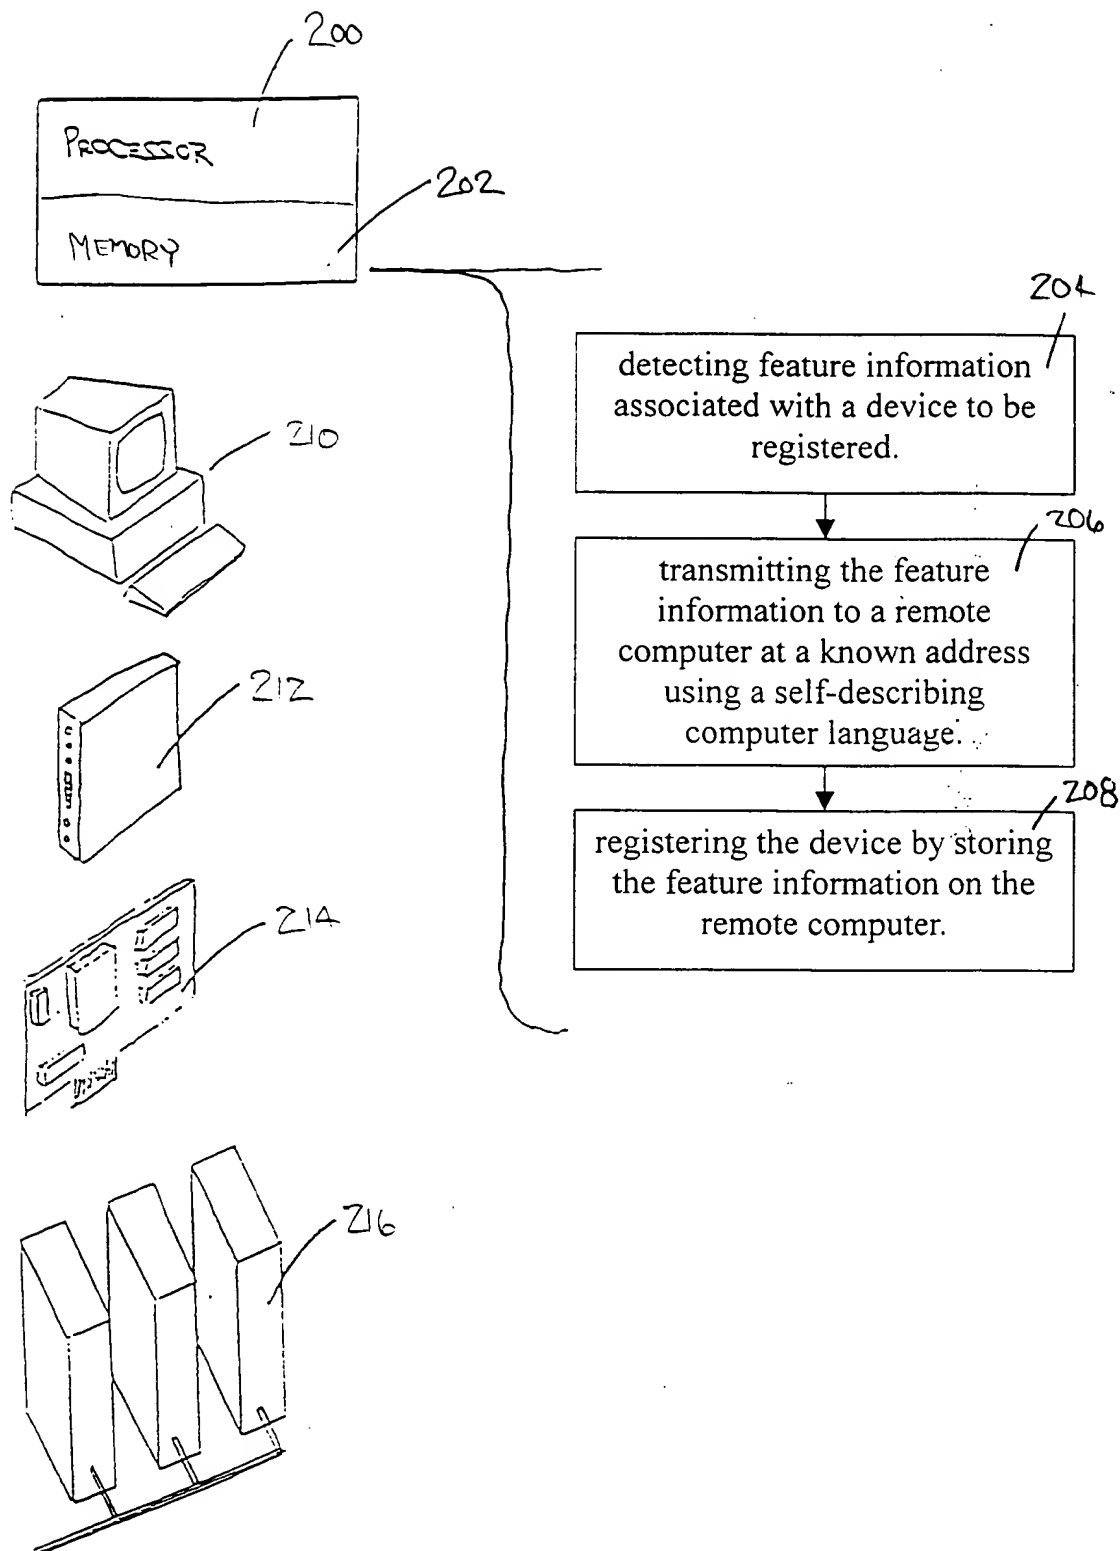 200
PROCESSOR
202
MEMORY
204
detecting feature information
associated with a device to be
registered.
206
transmitting the feature
information to a remote
computer at a known address
using a self-describing
computer language.
208
registering the device by storing
the feature information on the
remote computer.
210
212
214
216